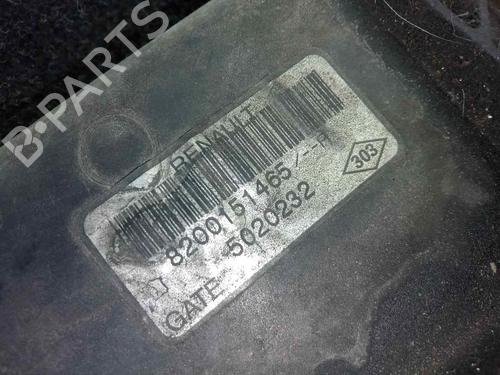 B-PARTS
RENAULT
8200151465/--A
303
GATE 5020232